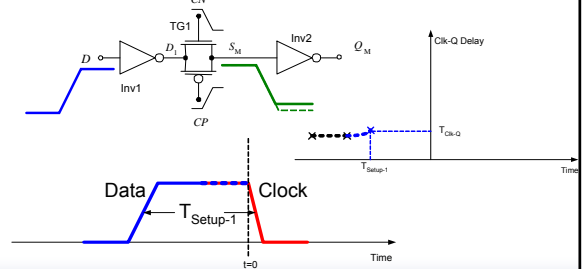 CN
TG1
D
D1
SM
Inv2
QM
Inv1
CP
Clk-Q Delay
TClk-Q
TSetup-1
Time
Data
Clock
TSetup-1
Time
t=0